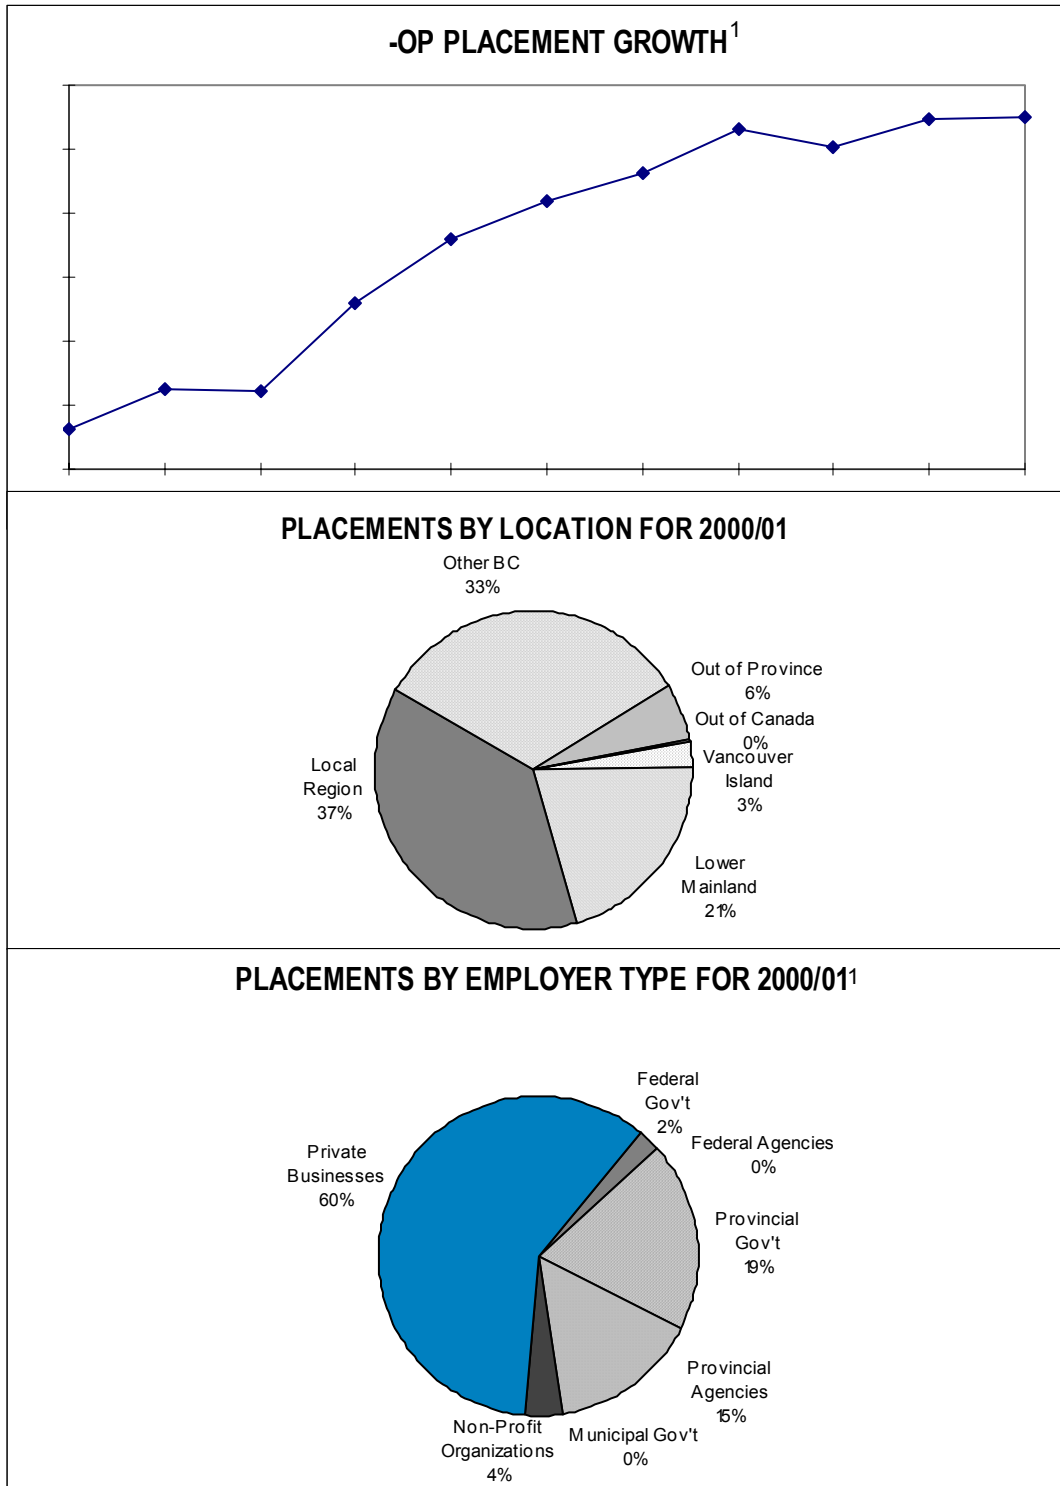 -OP PLACEMENT GROWTH1
PLACEMENTS BY LOCATION FOR 2000/01
Other BC
33%
Out of Province
6%
Out of Canada
0%
Vancouver
Island
3%
Local
Region
37%
Lower
Mainland
21%
PLACEMENTS BY EMPLOYER TYPE FOR 2000/011
Federal
Gov't
2%
Federal Agencies
0%
Private
Businesses
60%
Provincial
Gov't
19%
Provincial
Agencies
15%
Non-Profit
Organizations
4%
Municipal Gov't
0%